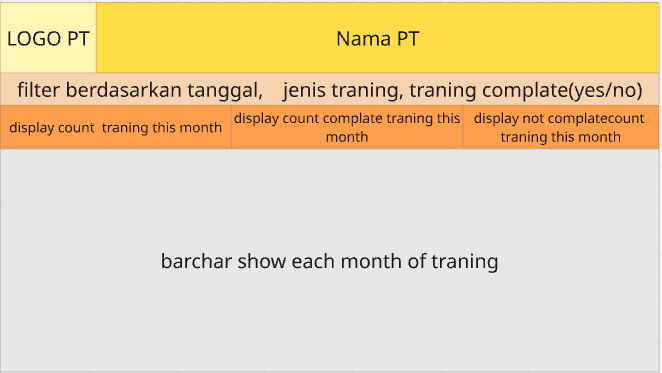 LOGO PT
Nama PT
filter berdasarkan tanggal, jenis traning, traning complate(yes/no)
display count traning this month
display count complate traning this
month
display not complatecount
traning this month
barchar show each month of traning